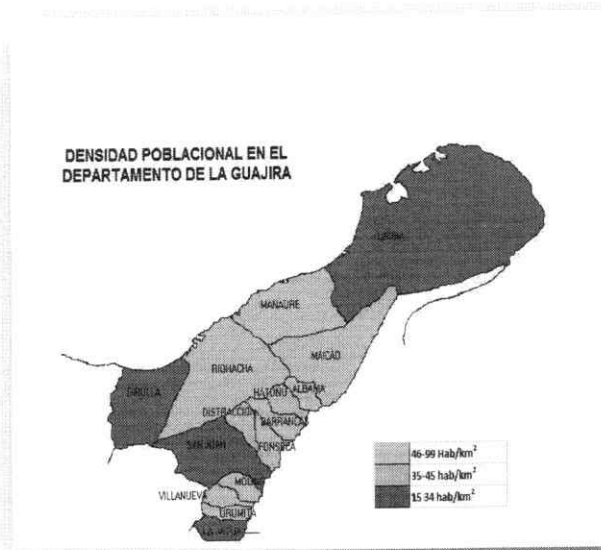 DENSIDAD POBLACIONAL EN EL
DEPARTAMENTO DE LA GUAJIRA
MANAURE
MAICAO
RIOHACHA
DIBULLA
HATONU
ALBANIA
DISTRACCION
BARRANCAS
FONSECA
SAN JUAN
VILLANUEVA
URUMITA
46-99 Hab/km²
35-45 hab/km²
15 34 hab/km²